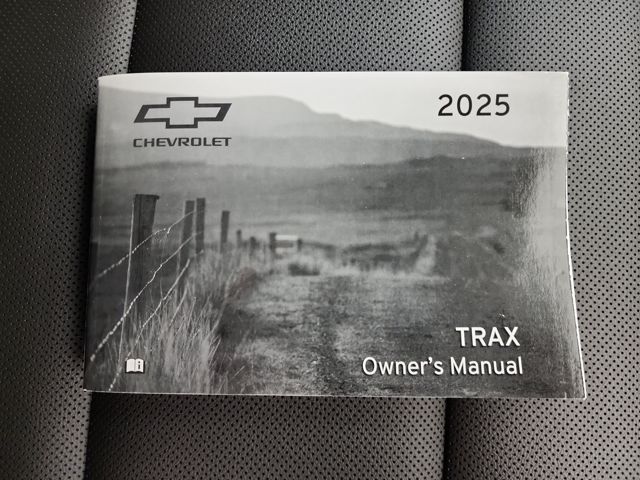 CHEVROLET
2025
TRAX
Owner's Manual